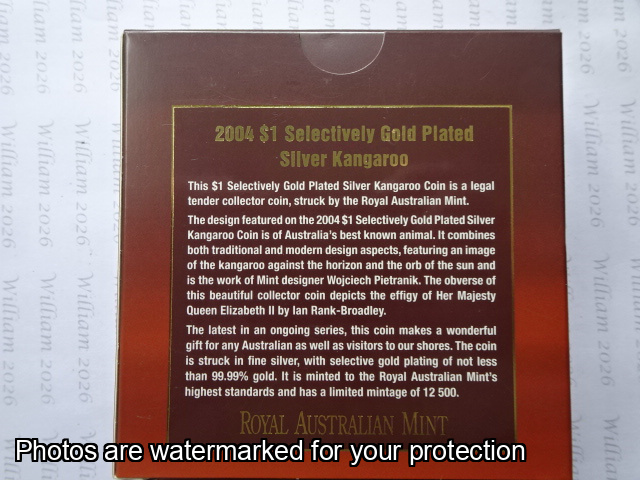 2004 $1 Selectively Gold Plated
Silver Kangaroo
This $1 Selectively Gold Plated Silver Kangaroo Coin is a legal
tender collector coin, struck by the Royal Australian Mint.
The design featured on the 2004 $1 Selectively Gold Plated Silver
Kangaroo Coin is of Australia's best known animal. It combines
both traditional and modern design aspects, featuring an image
of the kangaroo against the horizon and the orb of the sun and
is the work of Mint designer Wojciech Pietranik. The obverse of
this beautiful collector coin depicts the effigy of Her Majesty
Queen Elizabeth II by Ian Rank-Broadley.
The latest in an ongoing series, this coin makes a wonderful
gift for any Australian as well as visitors to our shores. The coin
is struck in fine silver, with selective gold plating of not less
than 99.99% gold. It is minted to the Royal Australian Mint's
highest standards and has a limited mintage of 12 500.
ROYAL AUSTRALIAN MINT
Photos are watermarked for your protection
William 2026